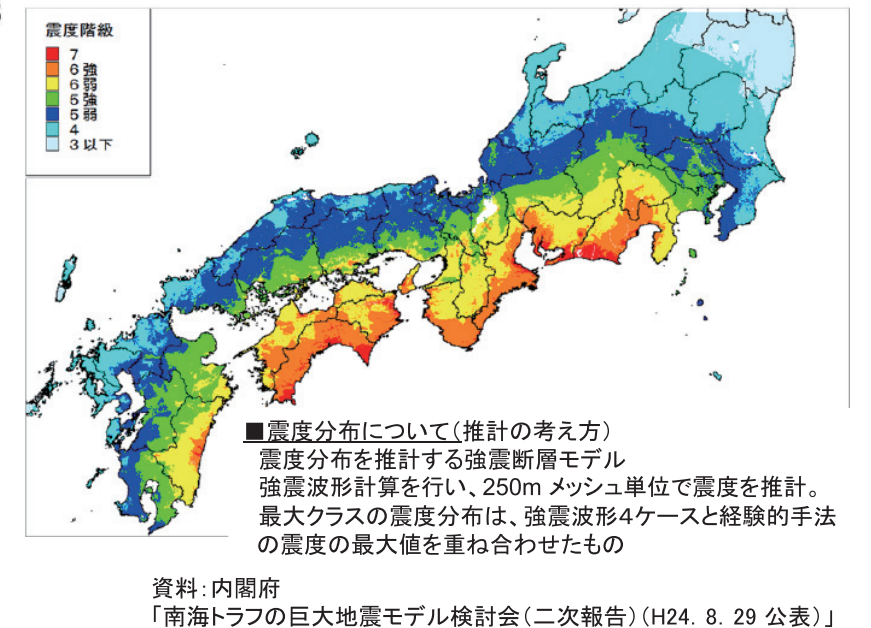 震度階級
7
6強
6弱
5強
5弱
4
3以下
■震度分布について(推計の考え方)
震度分布を推計する強震断層モデル
強震波形計算を行い、250m メッシュ単位で震度を推計。
最大クラスの震度分布は、強震波形4ケースと経験的手法
の震度の最大値を重ね合わせたもの
資料:内閣府
「南海トラフの巨大地震モデル検討会(二次報告)(H24. 8. 29 公表)」